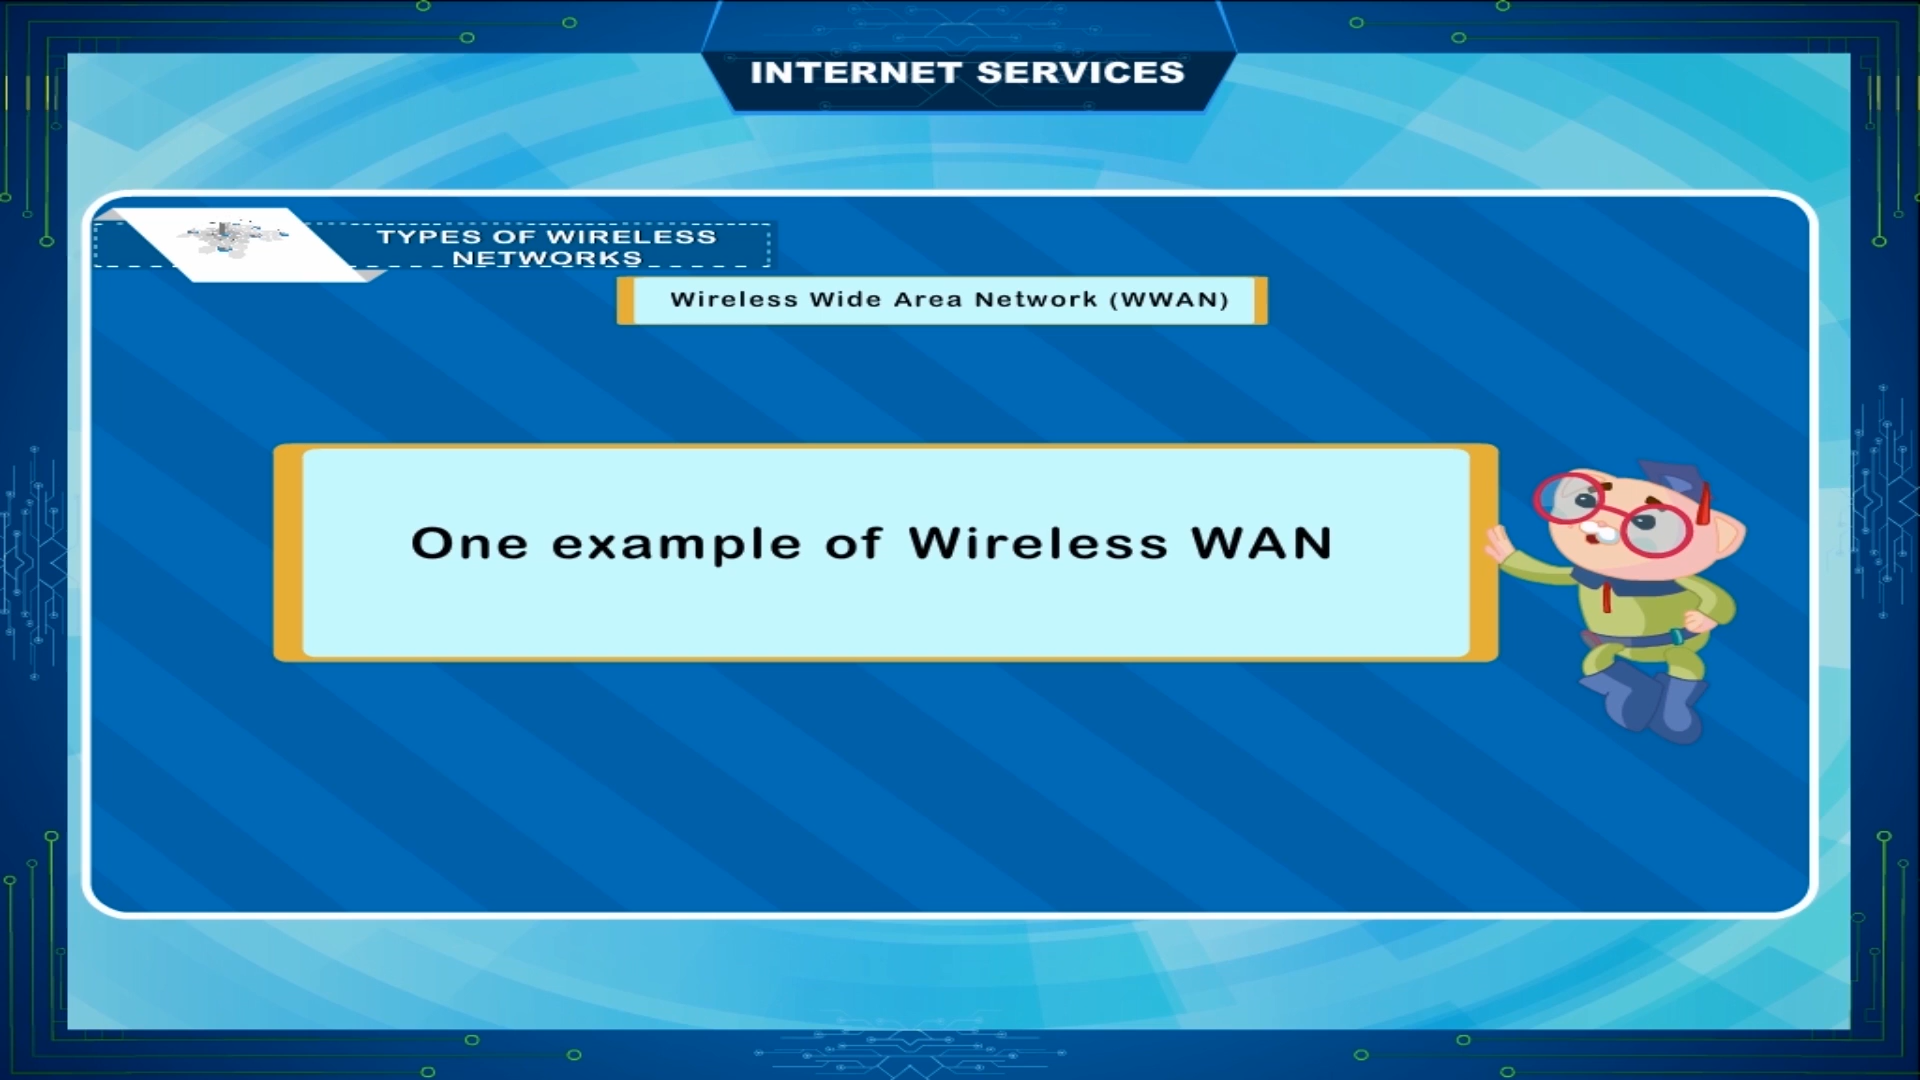 INTERNET SERVICES
TYPES OF WIRELESS
NETWORKS
Wireless Wide Area Network (WWAN)
One example of Wireless WAN